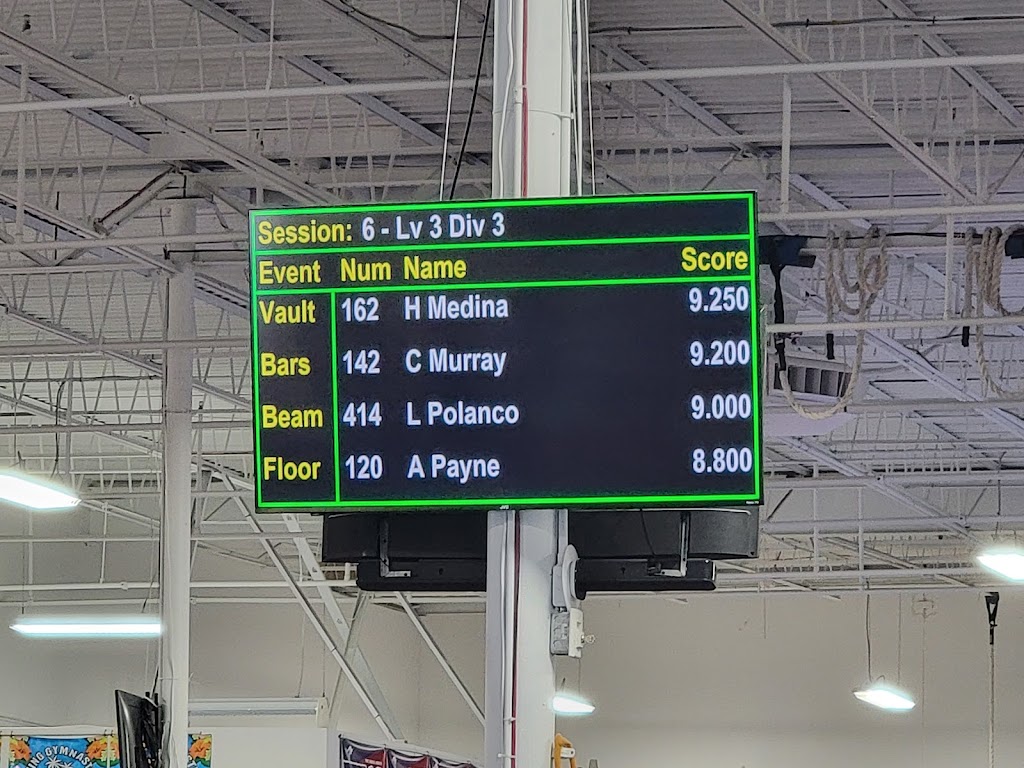 Session: 6 - Lv 3 Div 3
Event Num Name Score
Vault 162 H Medina 9.250
Bars 142 C Murray 9.200
Beam 414 L Polanco 9.000
Floor 120 A Payne 8.800
JVC